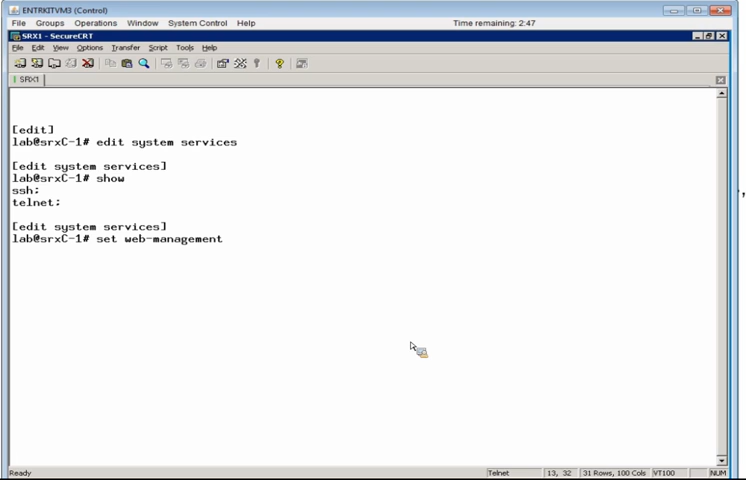 ENTRKITVM3 (Control)
File Groups Operations Window System Control Help Time remaining: 2:47
SRX1 - SecureCRT
File Edit View Options Transfer Script Tools Help
SRX1
[edit]
lab@srxC-1# edit system services
[edit system services]
lab@srxC-1# show
ssh;
telnet;
[edit system services]
lab@srxC-1# set web-management
Ready Telnet 13, 32 31 Rows, 100 Cols VT100 NUM